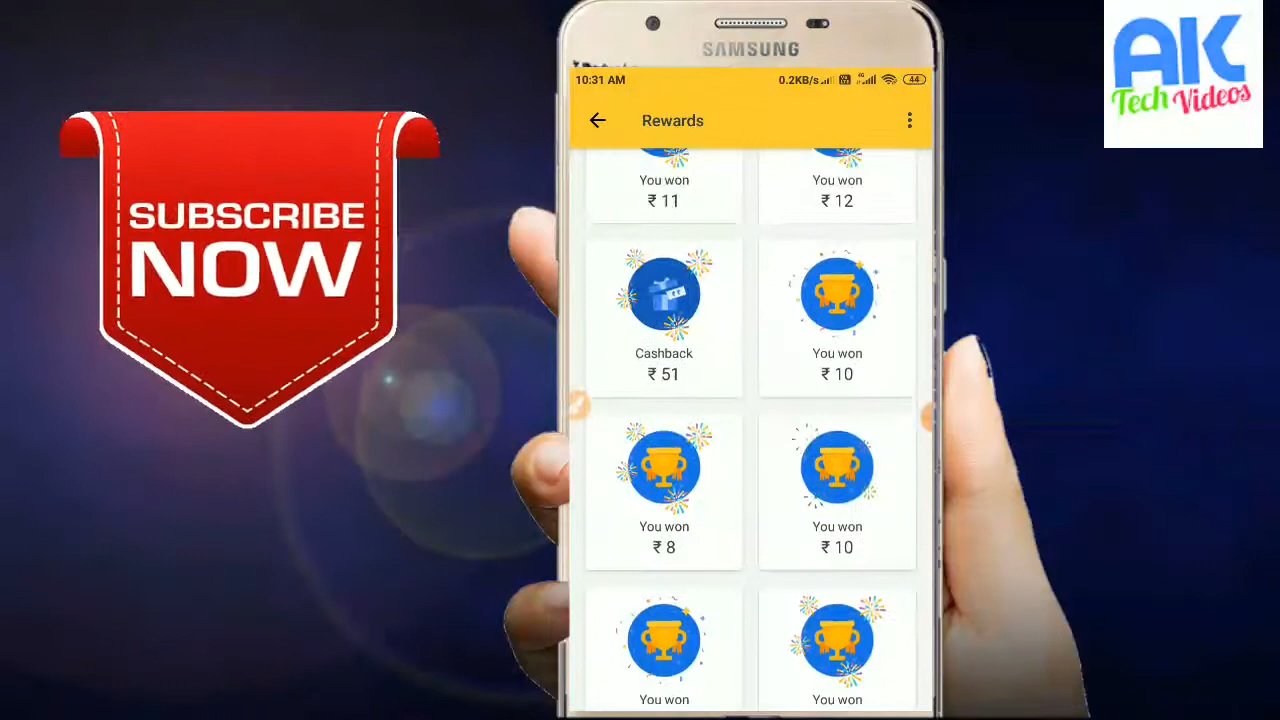 SAMSUNG
10:31 AM
0.2KB/s
4G
44
Rewards
You won
₹ 11
You won
₹ 12
Cashback
₹ 51
You won
₹ 10
You won
₹ 8
You won
₹ 10
You won
You won
SUBSCRIBE
NOW
AK
Tech Videos